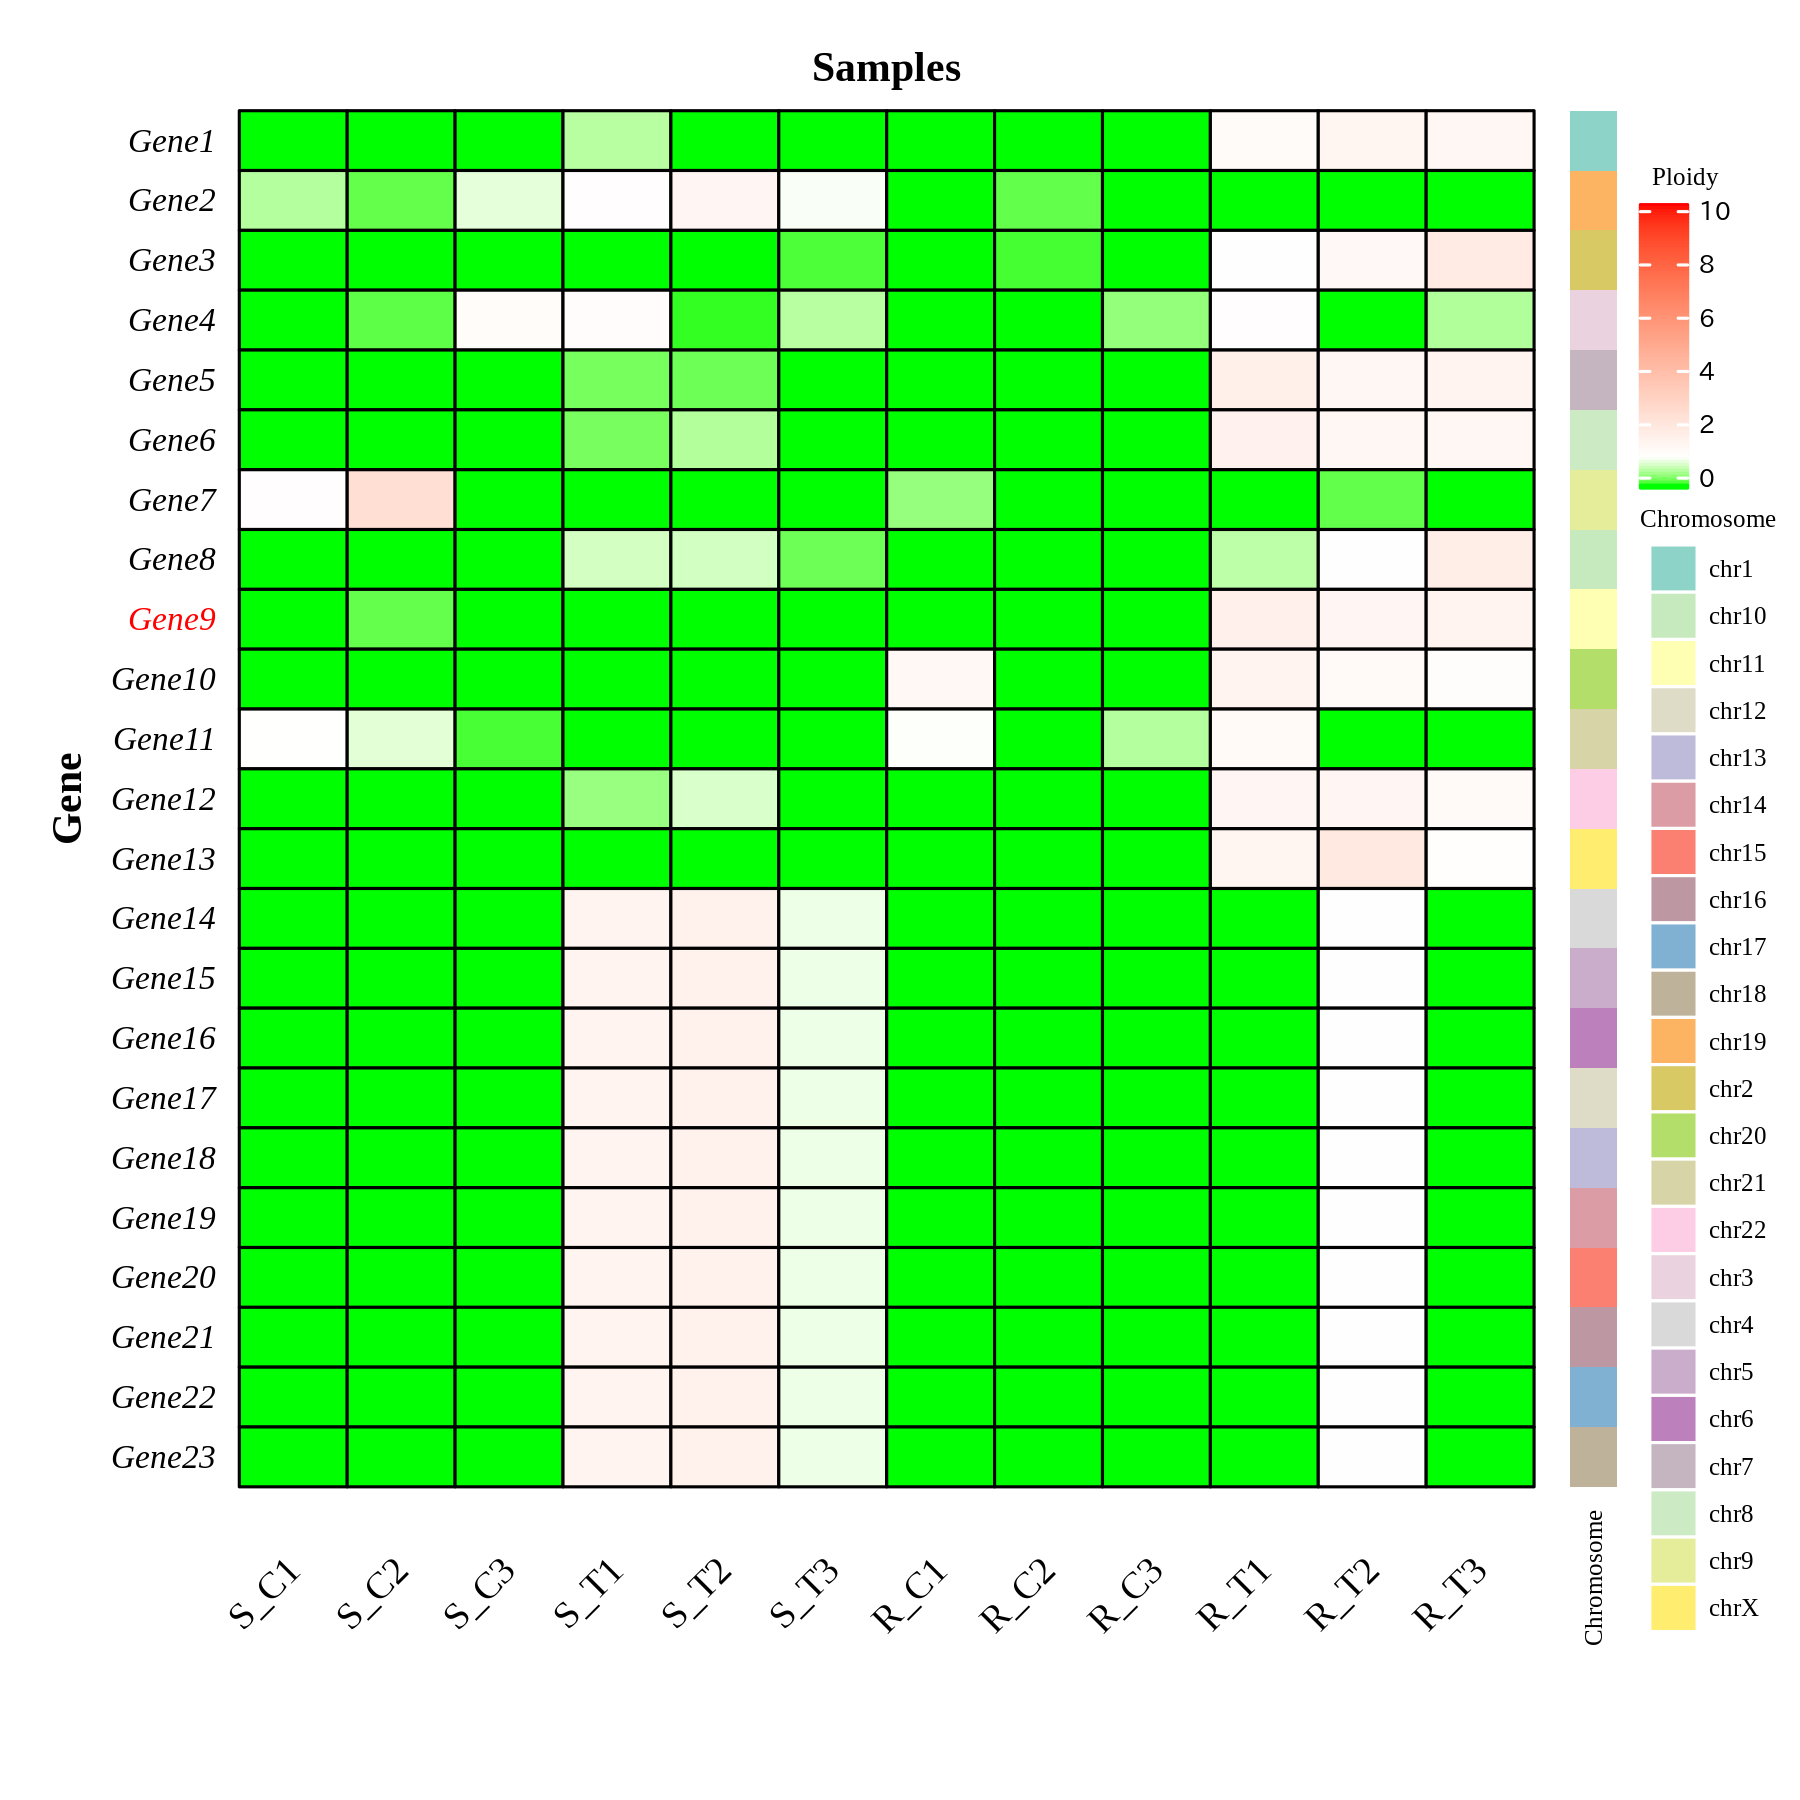 Samples
Gene
Gene1
Gene2
Gene3
Gene4
Gene5
Gene6
Gene7
Gene8
Gene9
Gene10
Gene11
Gene12
Gene13
Gene14
Gene15
Gene16
Gene17
Gene18
Gene19
Gene20
Gene21
Gene22
Gene23
S_C1
S_C2
S_C3
S_T1
S_T2
S_T3
R_C1
R_C2
R_C3
R_T1
R_T2
R_T3
Chromosome
Ploidy
10
8
6
4
2
0
Chromosome
chr1
chr10
chr11
chr12
chr13
chr14
chr15
chr16
chr17
chr18
chr19
chr2
chr20
chr21
chr22
chr3
chr4
chr5
chr6
chr7
chr8
chr9
chrX